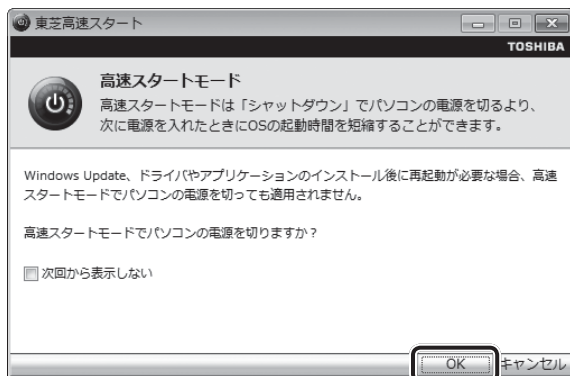 東芝高速スタート
TOSHIBA
高速スタートモード
高速スタートモードは「シャットダウン」でパソコンの電源を切るより、
次に電源を入れたときにOSの起動時間を短縮することができます。
Windows Update、ドライバやアプリケーションのインストール後に再起動が必要な場合、高速
スタートモードでパソコンの電源を切っても適用されません。
高速スタートモードでパソコンの電源を切りますか？
次回から表示しない
OK キャンセル